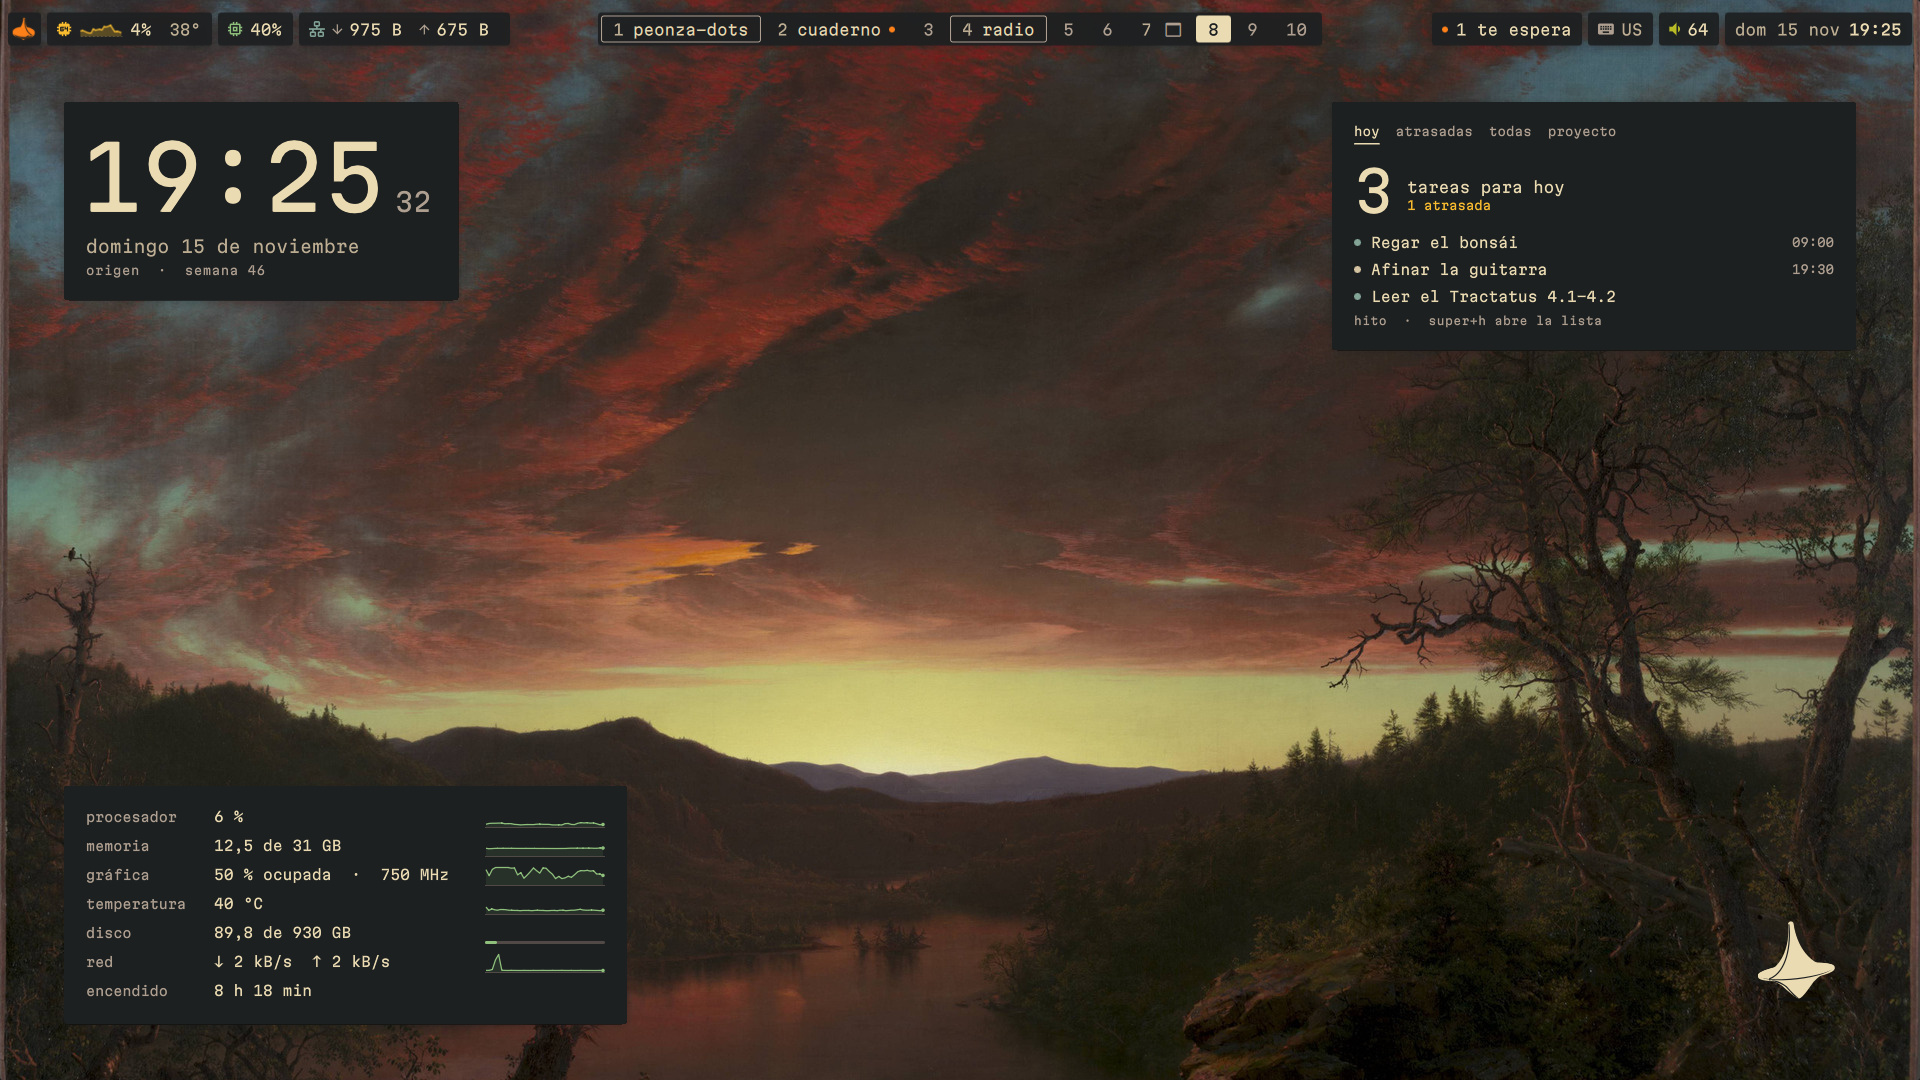 4% 38° 40% ↓ 975 B ↑ 675 B
1 peonza-dots 2 cuaderno 3 4 radio 5 6 7 8 9 10
1 te espera US 64 dom 15 nov 19:25
19:25 32
domingo 15 de noviembre
origen · semana 46
hoy atrasadas todas proyecto
3 tareas para hoy
1 atrasada
Regar el bonsái 09:00
Afinar la guitarra 19:30
Leer el Tractatus 4.1–4.2
hito · super+h abre la lista
procesador 6 %
memoria 12,5 de 31 GB
gráfica 50 % ocupada · 750 MHz
temperatura 40 °C
disco 89,8 de 930 GB
red ↓ 2 kB/s ↑ 2 kB/s
encendido 8 h 18 min